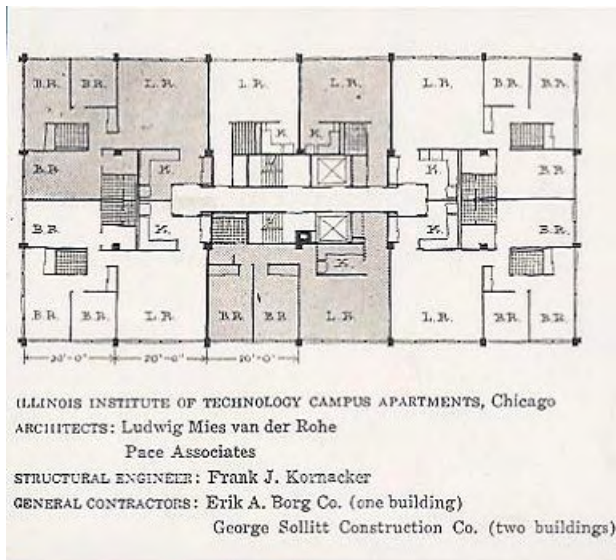 B.R. B.R. L.R. L.R. L.R. L.R. B.R. B.R.
K. K.
B.R. K. K. B.R.
B.R. K. K. B.R.
K.
B.R. B.R. L.R. B.R. B.R. L.R. L.R. B.R. B.R.
20'-0" 20'-0" 20'-0"
ILLINOIS INSTITUTE OF TECHNOLOGY CAMPUS APARTMENTS, Chicago
ARCHITECTS: Ludwig Mies van der Rohe
Pace Associates
STRUCTURAL ENGINEER: Frank J. Kornacker
GENERAL CONTRACTORS: Erik A. Borg Co. (one building)
George Sollitt Construction Co. (two buildings)